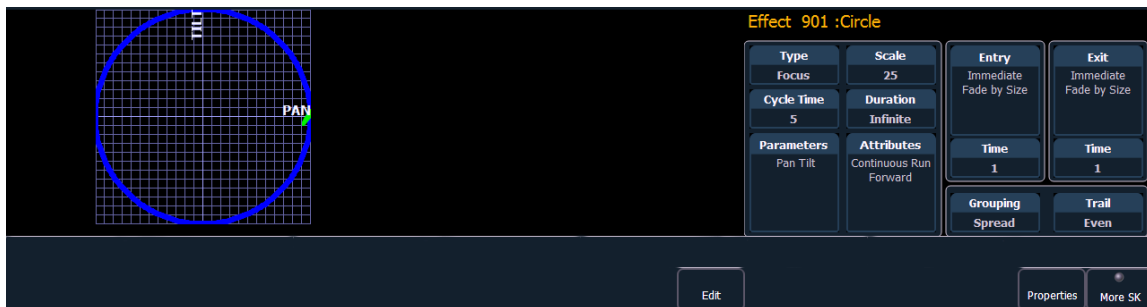 Effect 901 :Circle
TILT
PAN
Type
Focus
Scale
25
Cycle Time
5
Duration
Infinite
Parameters
Pan Tilt
Attributes
Continuous Run
Forward
Entry
Immediate
Fade by Size
Time
1
Exit
Immediate
Fade by Size
Time
1
Grouping
Spread
Trail
Even
Edit
Properties
More SK